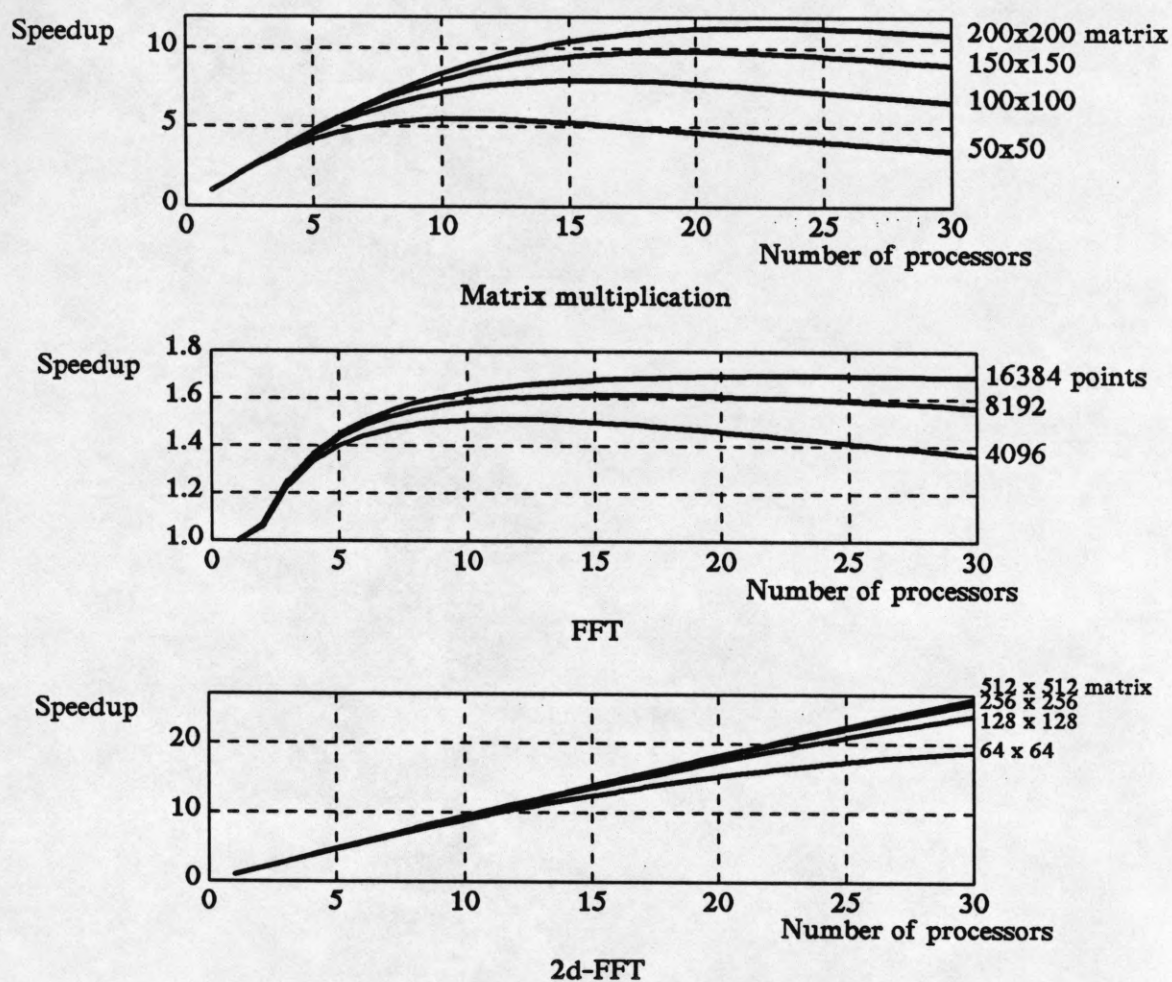 Speedup
10
5
0
0 5 10 15 20 25 30
200x200 matrix
150x150
100x100
50x50
Number of processors
Matrix multiplication
Speedup
1.8
1.6
1.4
1.2
1.0
0 5 10 15 20 25 30
16384 points
8192
4096
Number of processors
FFT
Speedup
20
10
0
0 5 10 15 20 25 30
512 x 512 matrix
256 x 256
128 x 128
64 x 64
Number of processors
2d-FFT